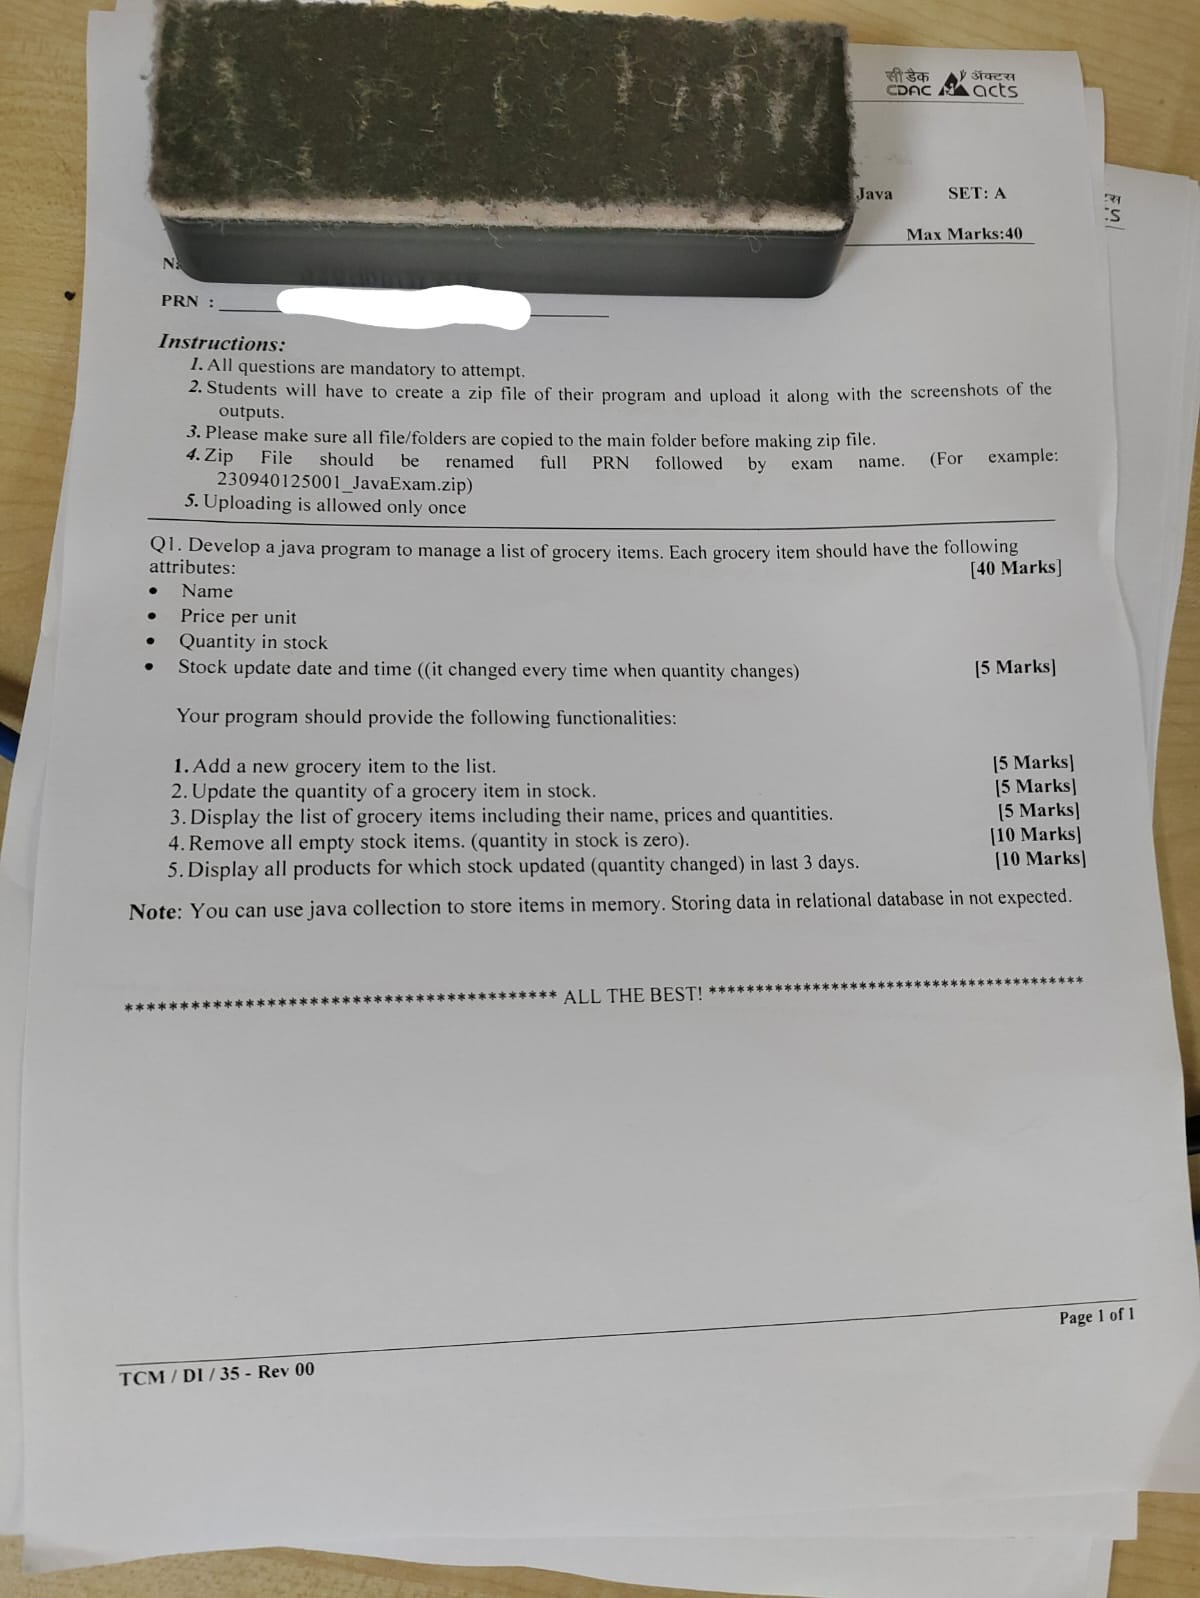 सी डैक ॲक्टस
CDAC acts
Java SET: A
Max Marks:40
PRN :
Instructions:
1. All questions are mandatory to attempt.
2. Students will have to create a zip file of their program and upload it along with the screenshots of the
outputs.
3. Please make sure all file/folders are copied to the main folder before making zip file.
4. Zip File should be renamed full PRN followed by exam name. (For example:
230940125001_JavaExam.zip)
5. Uploading is allowed only once
Q1. Develop a java program to manage a list of grocery items. Each grocery item should have the following
attributes: [40 Marks]
• Name
• Price per unit
• Quantity in stock
• Stock update date and time ((it changed every time when quantity changes) [5 Marks]
Your program should provide the following functionalities:
1. Add a new grocery item to the list. [5 Marks]
2. Update the quantity of a grocery item in stock. [5 Marks]
3. Display the list of grocery items including their name, prices and quantities. [5 Marks]
4. Remove all empty stock items. (quantity in stock is zero). [10 Marks]
5. Display all products for which stock updated (quantity changed) in last 3 days. [10 Marks]
Note: You can use java collection to store items in memory. Storing data in relational database in not expected.
****************************************** ALL THE BEST! ******************************************
Page 1 of 1
TCM / DI / 35 - Rev 00